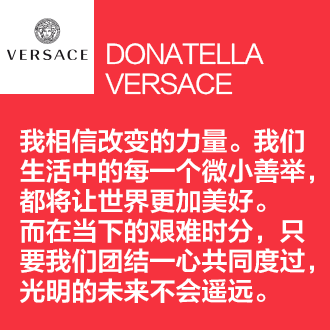 VERSACE
DONATELLA
VERSACE
我相信改变的力量。我们
生活中的每一个微小善举，
都将让世界更加美好。
而在当下的艰难时分，只
要我们团结一心共同度过，
光明的未来不会遥远。